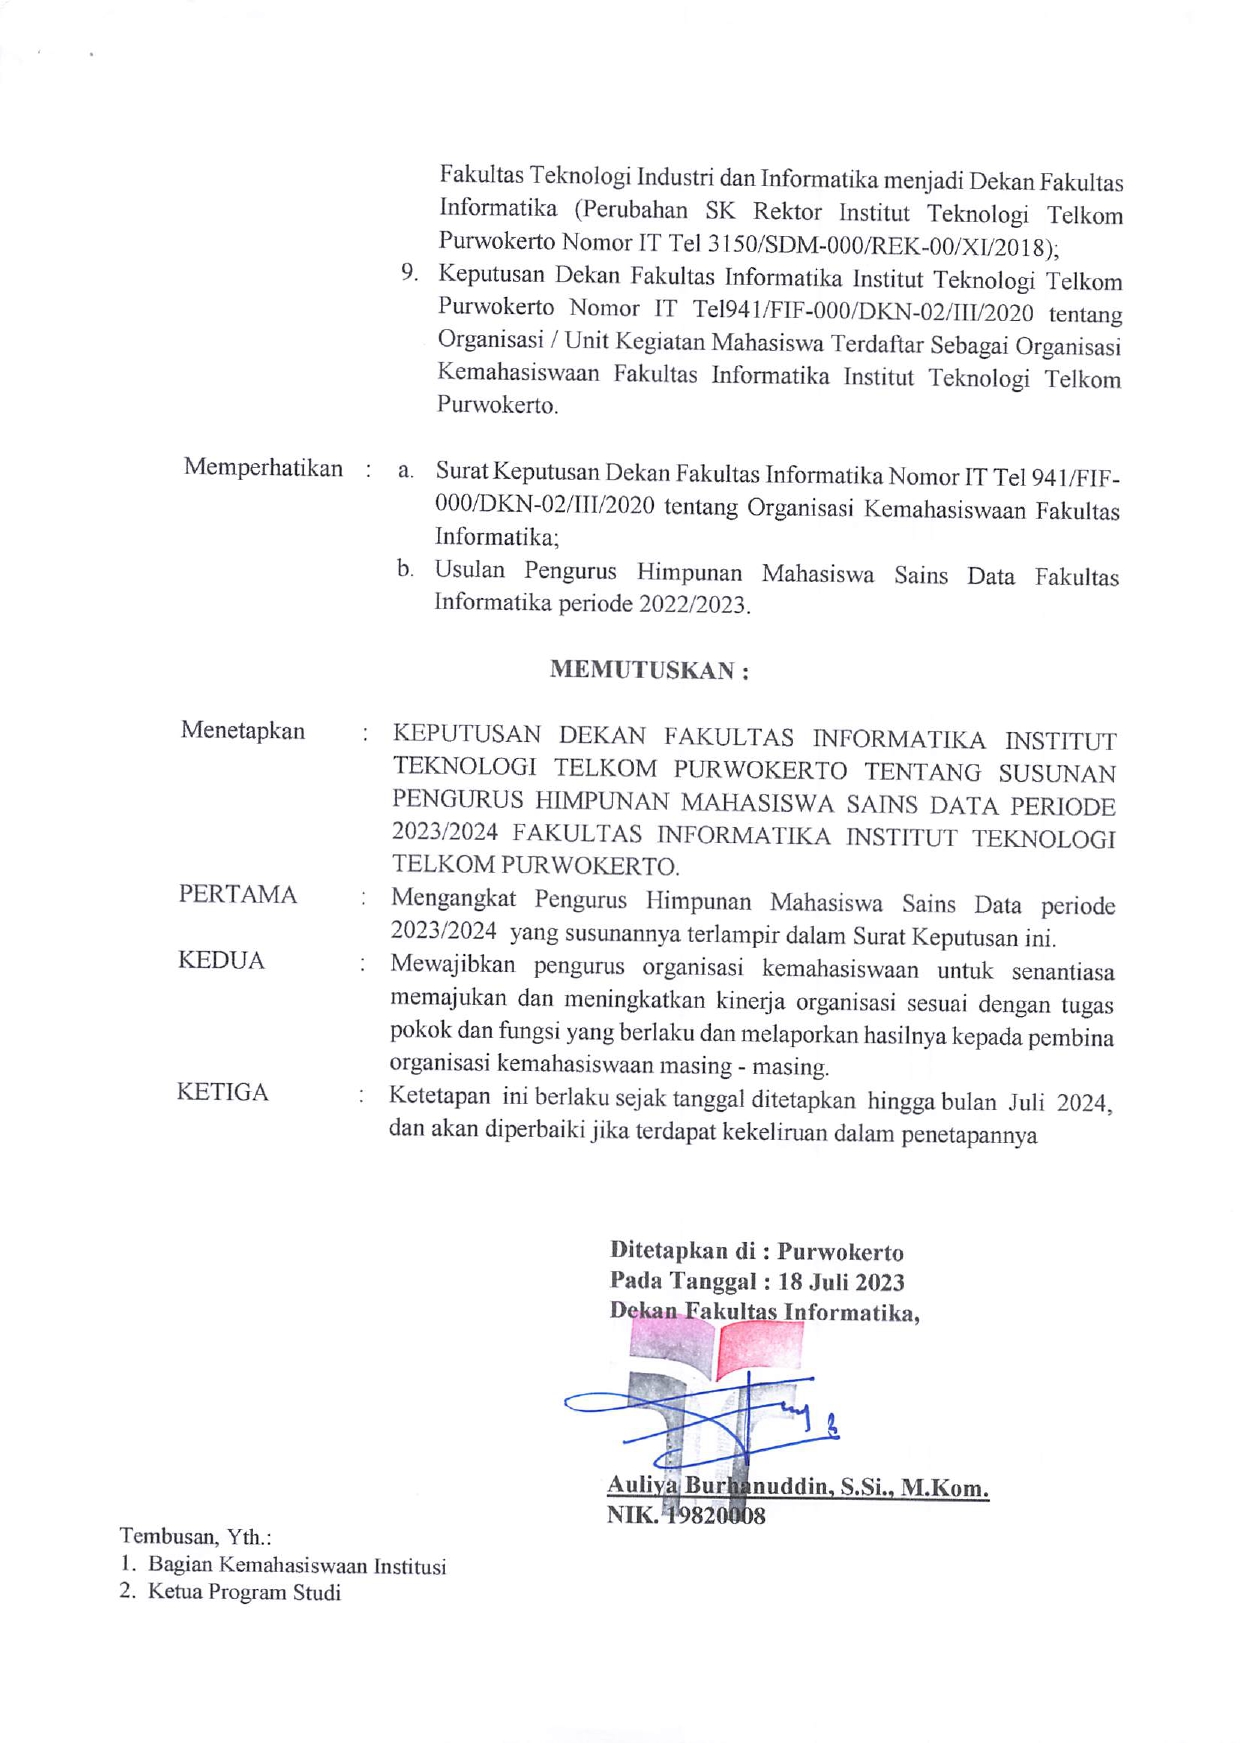 Fakultas Teknologi Industri dan Informatika menjadi Dekan Fakultas
Informatika (Perubahan SK Rektor Institut Teknologi Telkom
Purwokerto Nomor IT Tel 3150/SDM-000/REK-00/XI/2018);
9. Keputusan Dekan Fakultas Informatika Institut Teknologi Telkom
Purwokerto Nomor IT Tel941/FIF-000/DKN-02/III/2020 tentang
Organisasi / Unit Kegiatan Mahasiswa Terdaftar Sebagai Organisasi
Kemahasiswaan Fakultas Informatika Institut Teknologi Telkom
Purwokerto.
Memperhatikan : a. Surat Keputusan Dekan Fakultas Informatika Nomor IT Tel 941/FIF-
000/DKN-02/III/2020 tentang Organisasi Kemahasiswaan Fakultas
Informatika;
b. Usulan Pengurus Himpunan Mahasiswa Sains Data Fakultas
Informatika periode 2022/2023.
MEMUTUSKAN :
Menetapkan : KEPUTUSAN DEKAN FAKULTAS INFORMATIKA INSTITUT
TEKNOLOGI TELKOM PURWOKERTO TENTANG SUSUNAN
PENGURUS HIMPUNAN MAHASISWA SAINS DATA PERIODE
2023/2024 FAKULTAS INFORMATIKA INSTITUT TEKNOLOGI
TELKOM PURWOKERTO.
PERTAMA : Mengangkat Pengurus Himpunan Mahasiswa Sains Data periode
2023/2024 yang susunannya terlampir dalam Surat Keputusan ini.
KEDUA : Mewajibkan pengurus organisasi kemahasiswaan untuk senantiasa
memajukan dan meningkatkan kinerja organisasi sesuai dengan tugas
pokok dan fungsi yang berlaku dan melaporkan hasilnya kepada pembina
organisasi kemahasiswaan masing - masing.
KETIGA : Ketetapan ini berlaku sejak tanggal ditetapkan hingga bulan Juli 2024,
dan akan diperbaiki jika terdapat kekeliruan dalam penetapannya
Ditetapkan di : Purwokerto
Pada Tanggal : 18 Juli 2023
Dekan Fakultas Informatika,
Auliya Burhanuddin, S.Si., M.Kom.
NIK. 19820008
Tembusan, Yth.:
1. Bagian Kemahasiswaan Institusi
2. Ketua Program Studi